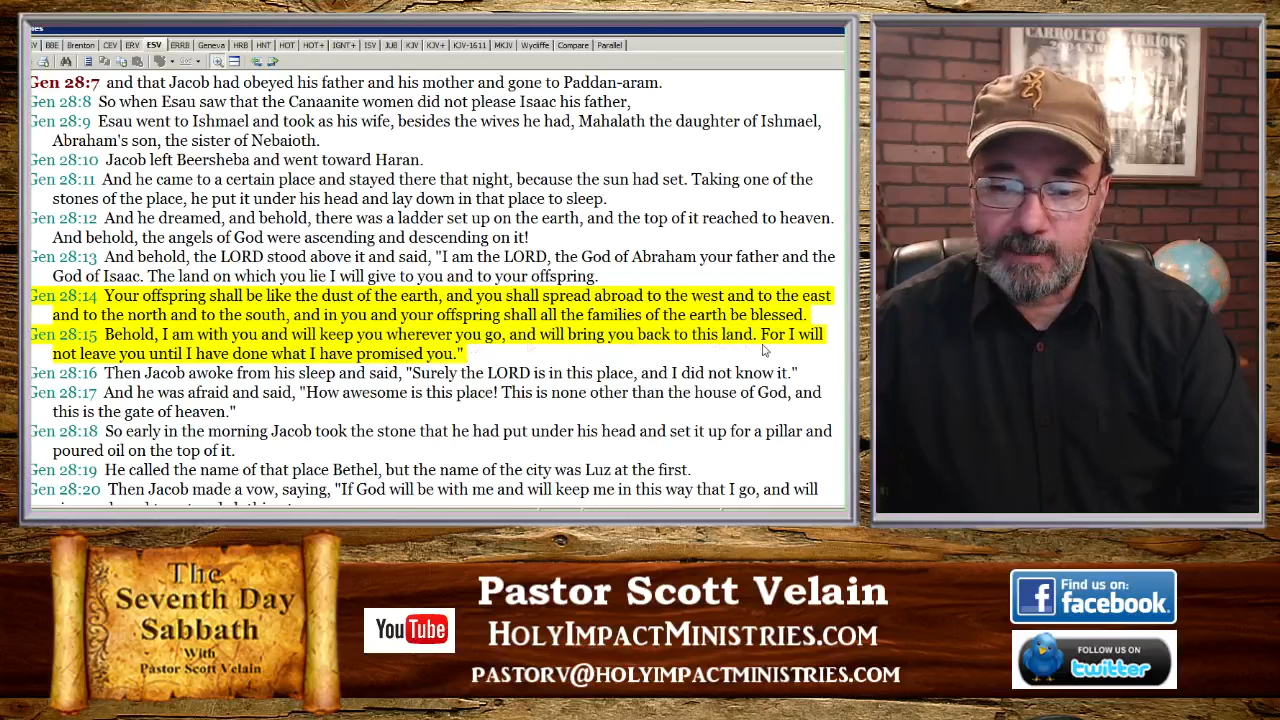 BBE Brenton CEV ERV ESV ERRB Geneva HRB HNT HOT HOT+ IGNT+ ISV JUB KJV KJV+ KJV-1611 MKJV Wycliffe Compare Parallel
Gen 28:7 and that Jacob had obeyed his father and his mother and gone to Paddan-aram.
Gen 28:8 So when Esau saw that the Canaanite women did not please Isaac his father,
Gen 28:9 Esau went to Ishmael and took as his wife, besides the wives he had, Mahalath the daughter of Ishmael,
Abraham's son, the sister of Nebaioth.
Gen 28:10 Jacob left Beersheba and went toward Haran.
Gen 28:11 And he came to a certain place and stayed there that night, because the sun had set. Taking one of the
stones of the place, he put it under his head and lay down in that place to sleep.
Gen 28:12 And he dreamed, and behold, there was a ladder set up on the earth, and the top of it reached to heaven.
And behold, the angels of God were ascending and descending on it!
Gen 28:13 And behold, the LORD stood above it and said, "I am the LORD, the God of Abraham your father and the
God of Isaac. The land on which you lie I will give to you and to your offspring.
Gen 28:14 Your offspring shall be like the dust of the earth, and you shall spread abroad to the west and to the east
and to the north and to the south, and in you and your offspring shall all the families of the earth be blessed.
Gen 28:15 Behold, I am with you and will keep you wherever you go, and will bring you back to this land. For I will
not leave you until I have done what I have promised you."
Gen 28:16 Then Jacob awoke from his sleep and said, "Surely the LORD is in this place, and I did not know it."
Gen 28:17 And he was afraid and said, "How awesome is this place! This is none other than the house of God, and
this is the gate of heaven."
Gen 28:18 So early in the morning Jacob took the stone that he had put under his head and set it up for a pillar and
poured oil on the top of it.
Gen 28:19 He called the name of that place Bethel, but the name of the city was Luz at the first.
Gen 28:20 Then Jacob made a vow, saying, "If God will be with me and will keep me in this way that I go, and will
CARROLLTON WARRIORS
The
Seventh Day
Sabbath
With
Pastor Scott Velain
YouTube
Pastor Scott Velain
HolyImpactMinistries.com
pastorv@holyimpactministries.com
Find us on:
facebook.
FOLLOW US ON
twitter